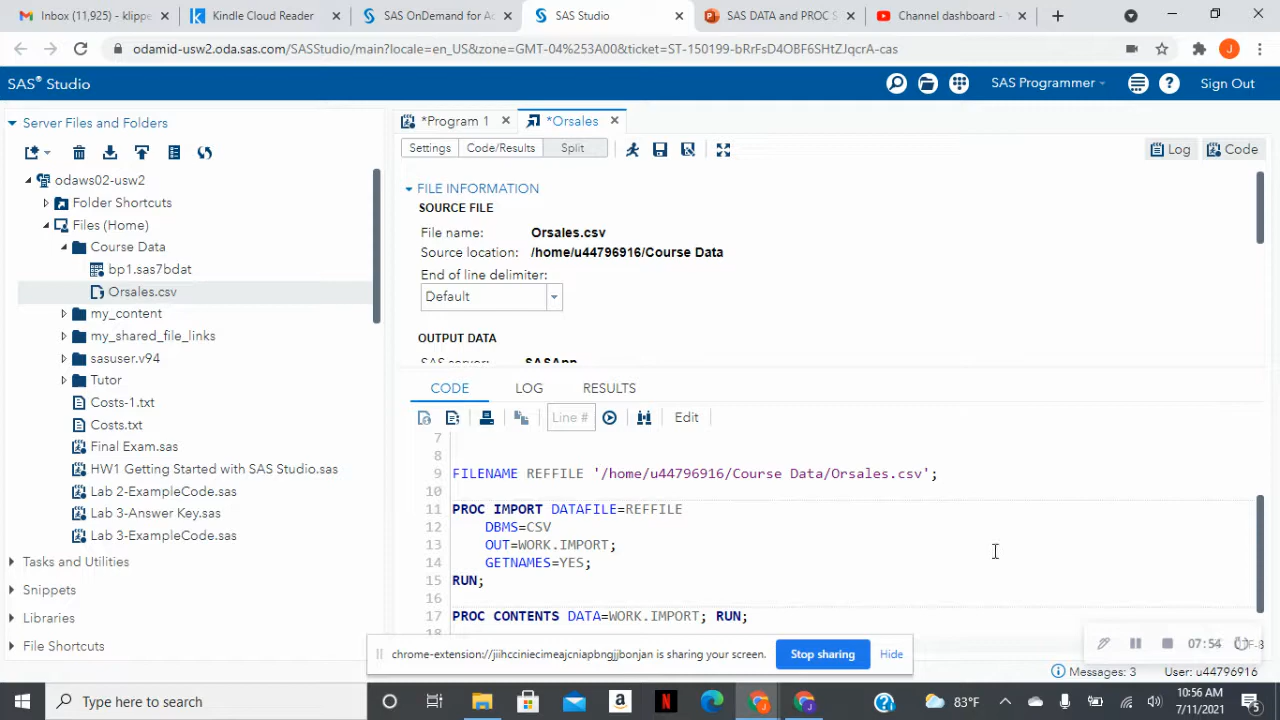 Inbox (11,925) - klippe
Kindle Cloud Reader
SAS OnDemand for Ac
SAS Studio
SAS DATA and PROC S
Channel dashboard - Y
odamid-usw2.oda.sas.com/SASStudio/main?locale=en_US&zone=GMT-04%253A00&ticket=ST-150199-bRrFsD4OBF6SHtZJqcrA-cas
J
SAS® Studio
SAS Programmer
Sign Out
Server Files and Folders
*Program 1
*Orsales
Settings
Code/Results
Split
Log
Code
odaws02-usw2
Folder Shortcuts
Files (Home)
Course Data
bp1.sas7bdat
Orsales.csv
my_content
my_shared_file_links
sasuser.v94
Tutor
Costs-1.txt
Costs.txt
Final Exam.sas
HW1 Getting Started with SAS Studio.sas
Lab 2-ExampleCode.sas
Lab 3-Answer Key.sas
Lab 3-ExampleCode.sas
Tasks and Utilities
Snippets
Libraries
File Shortcuts
FILE INFORMATION
SOURCE FILE
File name: Orsales.csv
Source location: /home/u44796916/Course Data
End of line delimiter:
Default
OUTPUT DATA
SAS server: SASApp
CODE
LOG
RESULTS
Line #
Edit
7
8
9 FILENAME REFFILE '/home/u44796916/Course Data/Orsales.csv';
10
11 PROC IMPORT DATAFILE=REFFILE
12 DBMS=CSV
13 OUT=WORK.IMPORT;
14 GETNAMES=YES;
15 RUN;
16
17 PROC CONTENTS DATA=WORK.IMPORT; RUN;
18
chrome-extension://jiihcciniecimeajcniapbngjjbonjan is sharing your screen.
Stop sharing
Hide
07:54
F-8
Messages: 3
User: u44796916
Type here to search
83°F
10:56 AM
7/11/2021
5